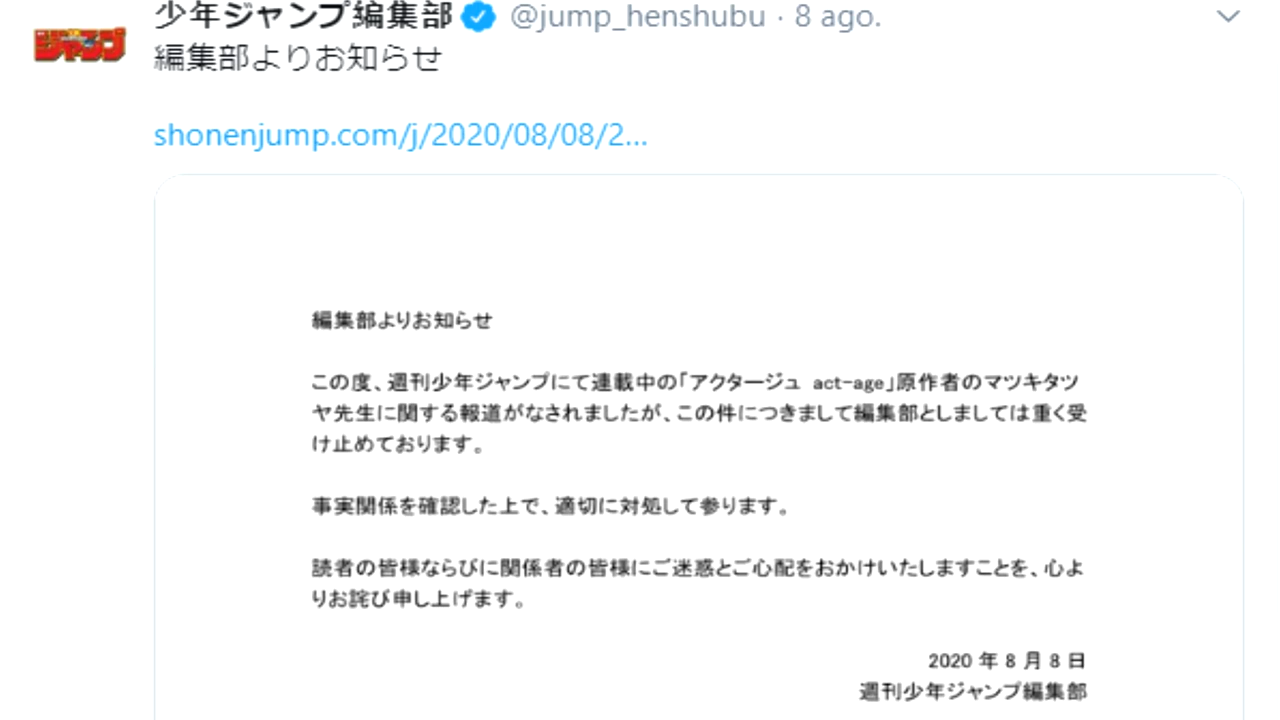 少年ジャンプ編集部 @jump_henshubu · 8 ago.
ジャンプ
編集部よりお知らせ
shonenjump.com/j/2020/08/08/2...
編集部よりお知らせ
この度、週刊少年ジャンプにて連載中の「アクタージュ act-age」原作者のマツキタツ
ヤ先生に関する報道がなされましたが、この件につきまして編集部としましては重く受
け止めております。
事実関係を確認した上で、適切に対処して参ります。
読者の皆様ならびに関係者の皆様にご迷惑とご心配をおかけいたしますことを、心よ
りお詫び申し上げます。
2020 年 8 月 8 日
週刊少年ジャンプ編集部